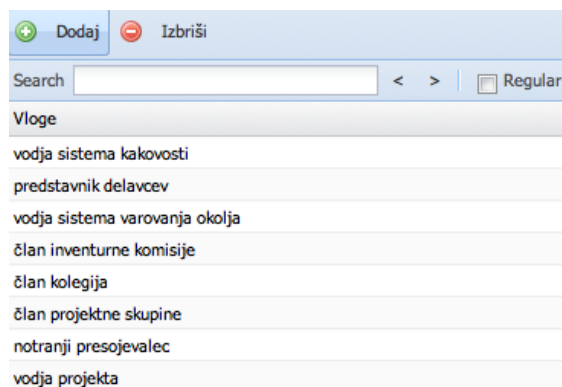 Dodaj Izbriši
Search < > Regular
Vloge
vodja sistema kakovosti
predstavnik delavcev
vodja sistema varovanja okolja
član inventurne komisije
član kolegija
član projektne skupine
notranji presojevalec
vodja projekta